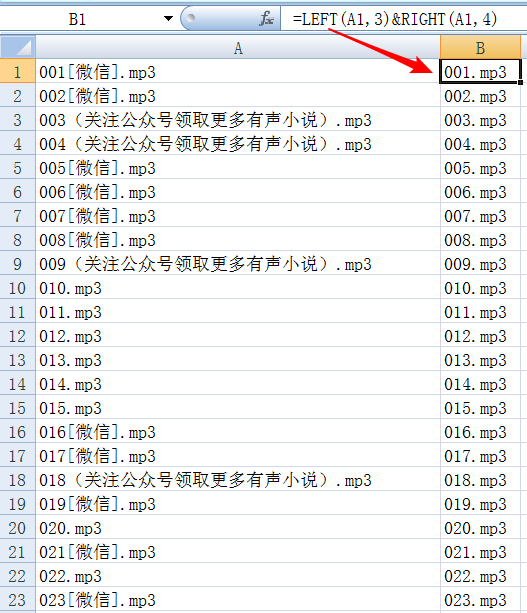 B1 fx =LEFT(A1,3)&RIGHT(A1,4)
A B
1 001[微信].mp3 001.mp3
2 002[微信].mp3 002.mp3
3 003（关注公众号领取更多有声小说）.mp3 003.mp3
4 004（关注公众号领取更多有声小说）.mp3 004.mp3
5 005[微信].mp3 005.mp3
6 006[微信].mp3 006.mp3
7 007[微信].mp3 007.mp3
8 008[微信].mp3 008.mp3
9 009（关注公众号领取更多有声小说）.mp3 009.mp3
10 010.mp3 010.mp3
11 011.mp3 011.mp3
12 012.mp3 012.mp3
13 013.mp3 013.mp3
14 014.mp3 014.mp3
15 015.mp3 015.mp3
16 016[微信].mp3 016.mp3
17 017[微信].mp3 017.mp3
18 018（关注公众号领取更多有声小说）.mp3 018.mp3
19 019[微信].mp3 019.mp3
20 020.mp3 020.mp3
21 021[微信].mp3 021.mp3
22 022.mp3 022.mp3
23 023[微信].mp3 023.mp3